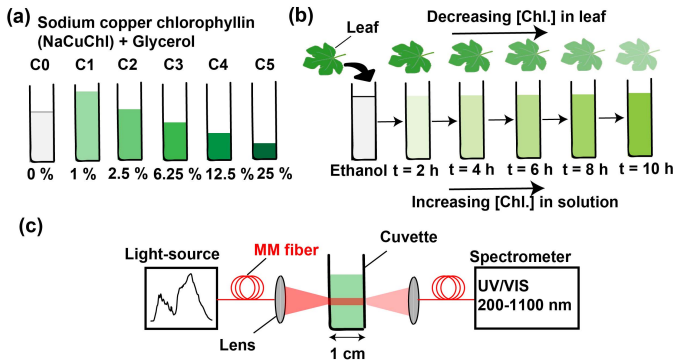 (a)
Sodium copper chlorophyllin
(NaCuChl) + Glycerol
C0 C1 C2 C3 C4 C5
0 % 1 % 2.5 % 6.25 % 12.5 % 25 %
(b)
Decreasing [Chl.] in leaf
Leaf
Ethanol t = 2 h t = 4 h t = 6 h t = 8 h t = 10 h
Increasing [Chl.] in solution
(c)
Light-source
MM fiber
Lens
Cuvette
1 cm
Spectrometer
UV/VIS
200-1100 nm